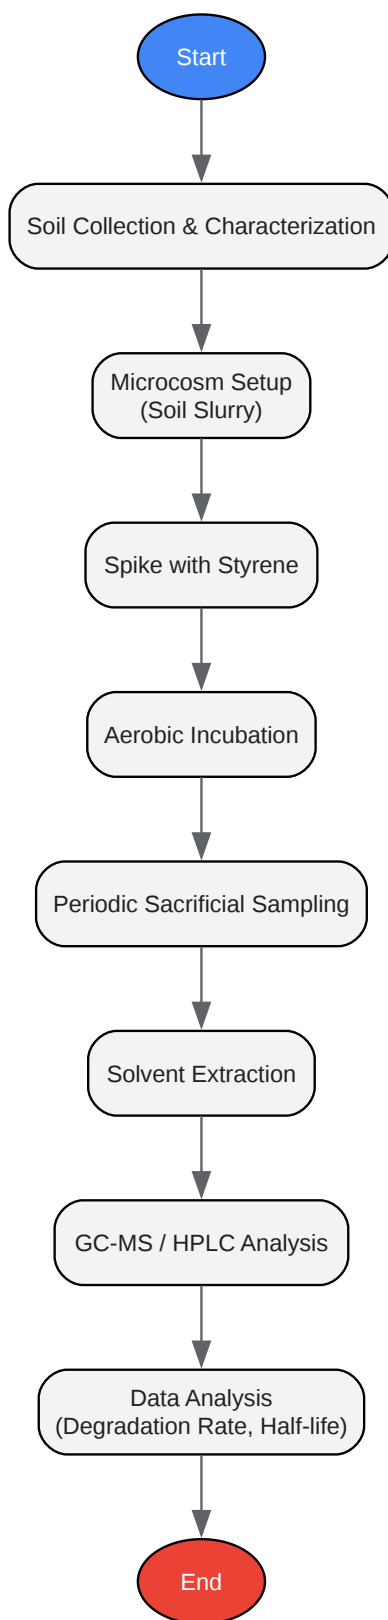 Start
Soil Collection & Characterization
Microcosm Setup
(Soil Slurry)
Spike with Styrene
Aerobic Incubation
Periodic Sacrificial Sampling
Solvent Extraction
GC-MS / HPLC Analysis
Data Analysis
(Degradation Rate, Half-life)
End